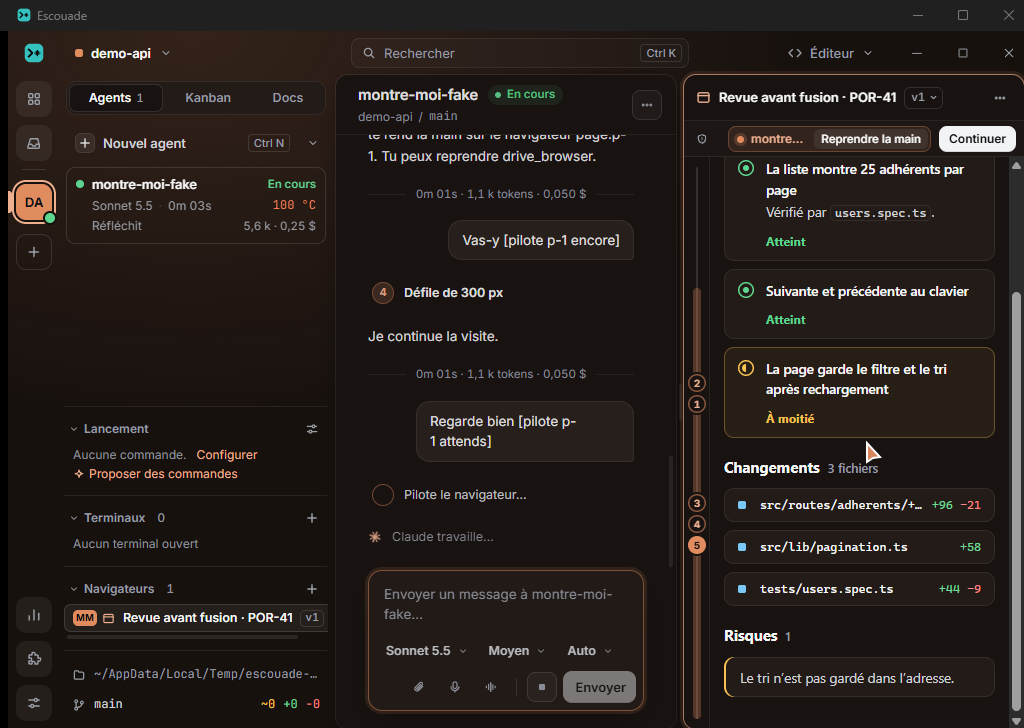 Escouade
demo-api
Rechercher
Ctrl K
Éditeur
Agents 1
Kanban
Docs
Nouvel agent
Ctrl N
DA
montre-moi-fake
En cours
Sonnet 5.5 · 0m 03s
100 °C
Réfléchit
5,6 k · 0,25 $
Lancement
Aucune commande. Configurer
Proposer des commandes
Terminaux 0
Aucun terminal ouvert
Navigateurs 1
MM
Revue avant fusion · POR-41
v1
~/AppData/Local/Temp/escouade-…
main
~0 +0 -0
montre-moi-fake
En cours
demo-api / main
te rend la main sur le navigateur page.p-
1. Tu peux reprendre drive_browser.
0m 01s · 1,1 k tokens · 0,050 $
Vas-y [pilote p-1 encore]
4
Défile de 300 px
Je continue la visite.
0m 01s · 1,1 k tokens · 0,050 $
Regarde bien [pilote p-
1 attends]
Pilote le navigateur...
Claude travaille...
Envoyer un message à montre-moi-
fake...
Sonnet 5.5
Moyen
Auto
Envoyer
Revue avant fusion · POR-41
v1
montre...
Reprendre la main
Continuer
La liste montre 25 adhérents par
page
Vérifié par users.spec.ts .
Atteint
Suivante et précédente au clavier
Atteint
La page garde le filtre et le tri
après rechargement
À moitié
2
1
3
4
5
Changements 3 fichiers
src/routes/adherents/+… +96 −21
src/lib/pagination.ts +58
tests/users.spec.ts +44 −9
Risques 1
Le tri n’est pas gardé dans l’adresse.